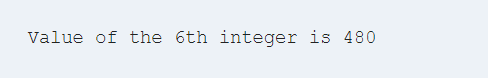 Value of the 6th integer is 480